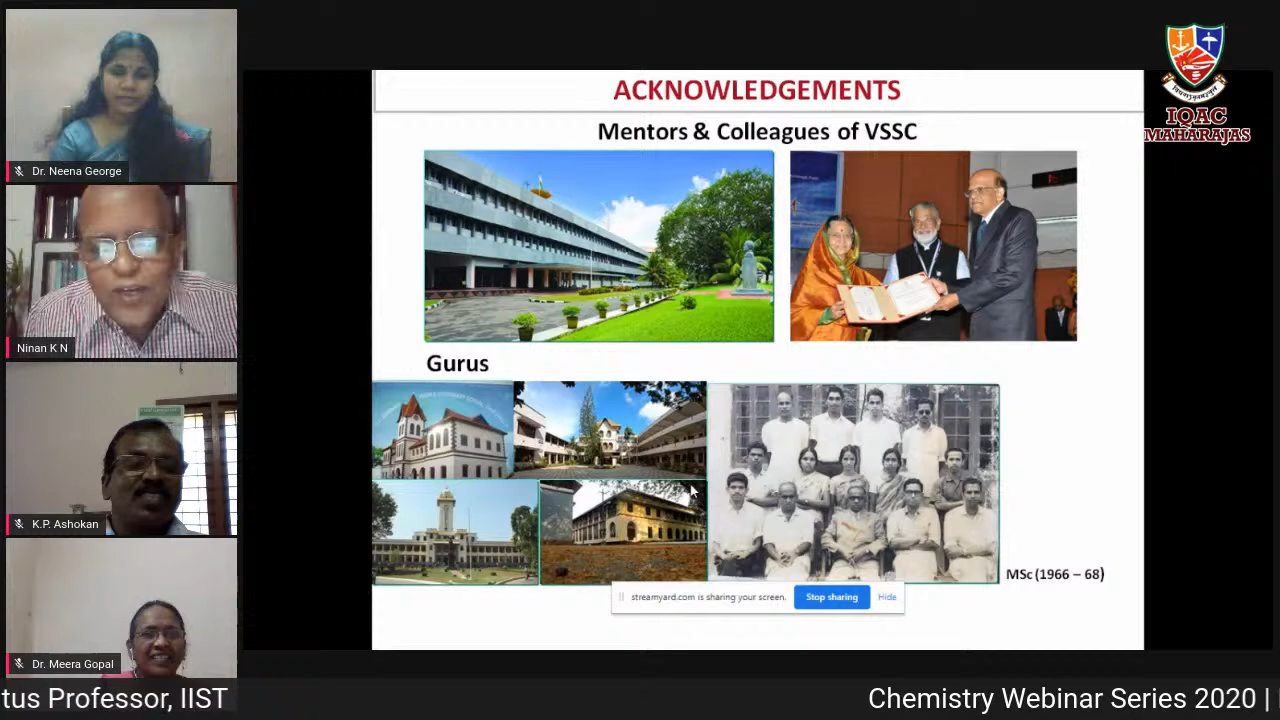 ACKNOWLEDGEMENTS
Mentors & Colleagues of VSSC
Gurus
MSc (1966 – 68)
streamyard.com is sharing your screen.
Stop sharing
Hide
IQAC
MAHARAJAS
Dr. Neena George
Ninan K N
K.P. Ashokan
Dr. Meera Gopal
tus Professor, IIST
Chemistry Webinar Series 2020 |